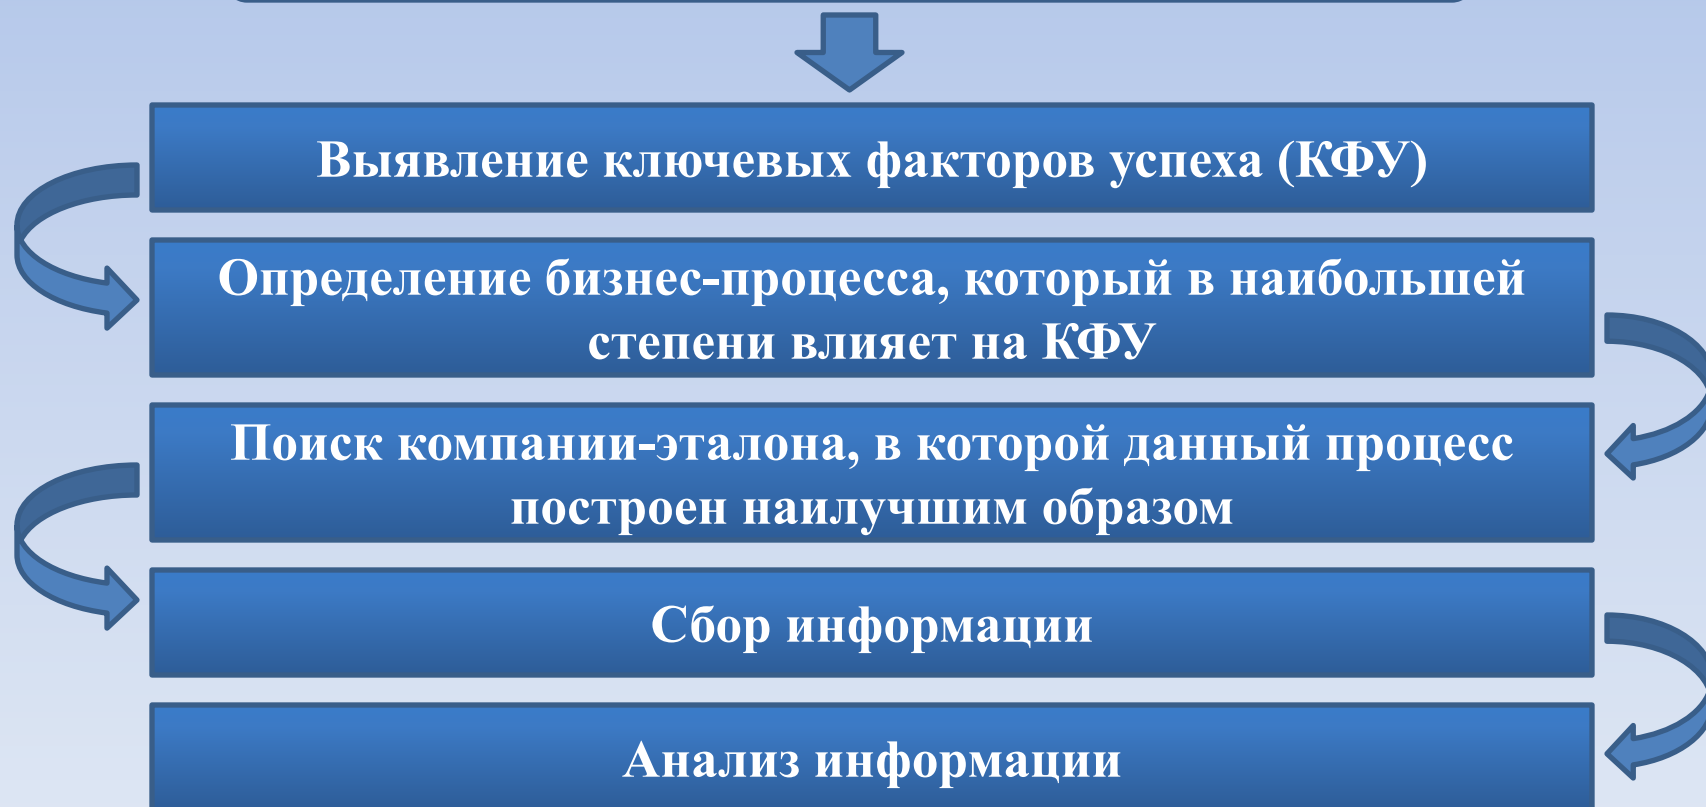 Выявление ключевых факторов успеха (КФУ)
Определение бизнес-процесса, который в наибольшей
степени влияет на КФУ
Поиск компании-эталона, в которой данный процесс
построен наилучшим образом
Сбор информации
Анализ информации